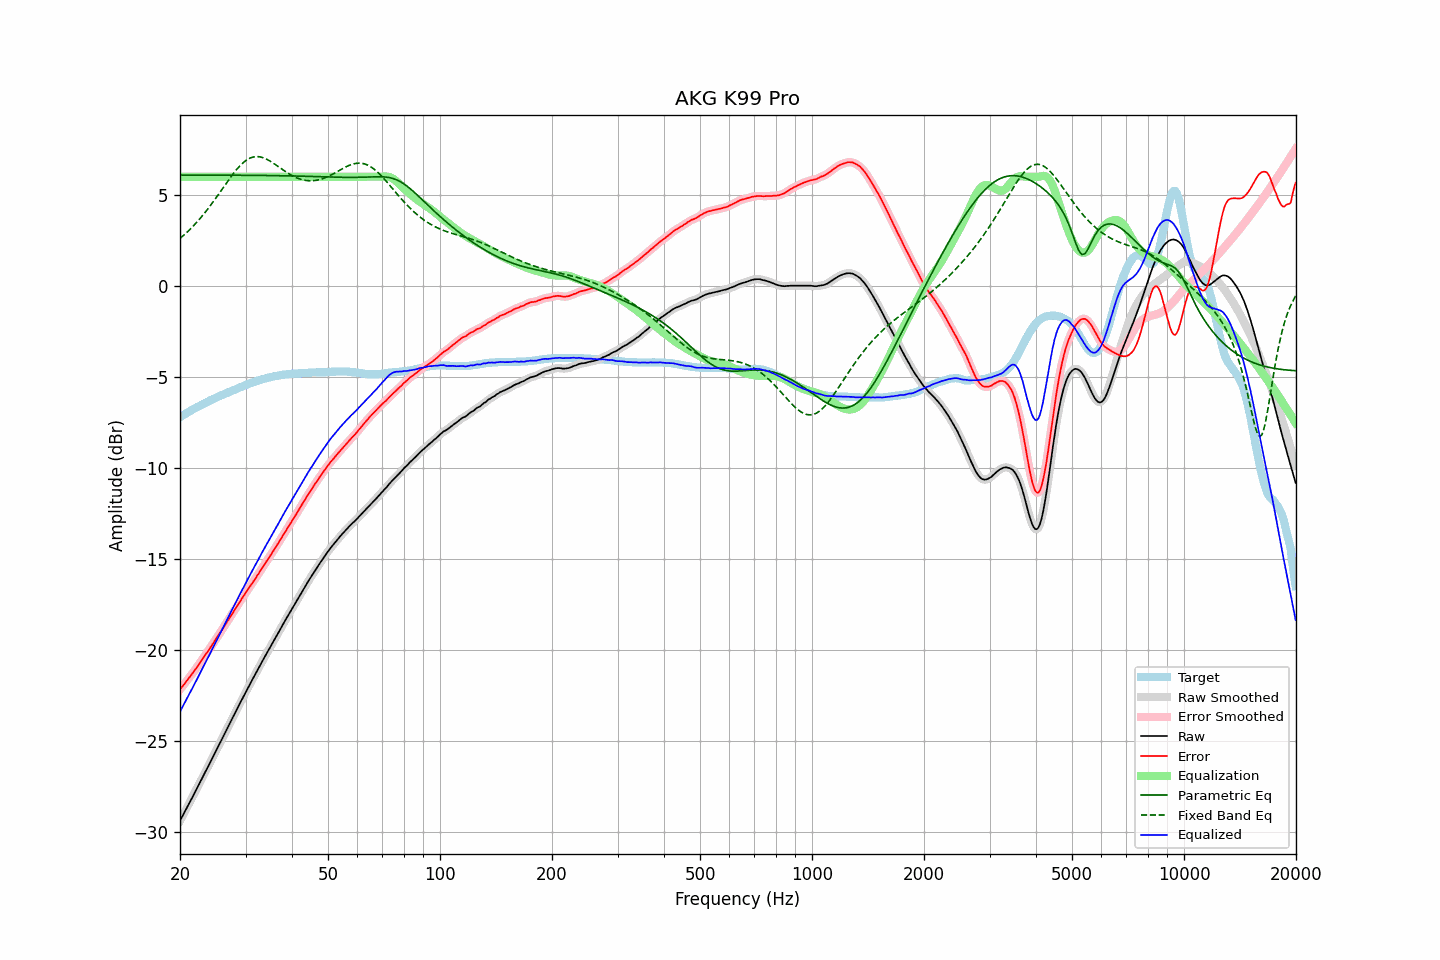 AKG K99 Pro
Amplitude (dBr)
5
0
−5
−10
−15
−20
−25
−30
20
50
100
200
500
1000
2000
5000
10000
20000
Frequency (Hz)
Target
Raw Smoothed
Error Smoothed
Raw
Error
Equalization
Parametric Eq
Fixed Band Eq
Equalized